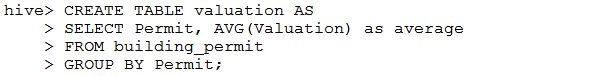 hive> CREATE TABLE valuation AS
    > SELECT Permit, AVG(Valuation) as average
    > FROM building_permit
    > GROUP BY Permit;